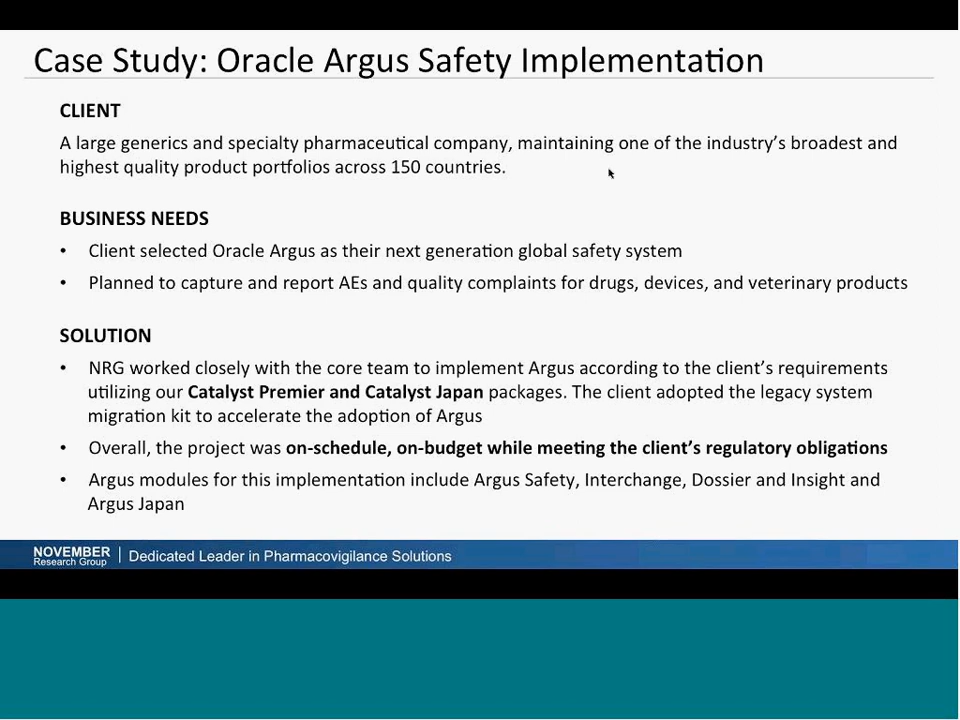 Case Study: Oracle Argus Safety Implementation
CLIENT
A large generics and specialty pharmaceutical company, maintaining one of the industry’s broadest and
highest quality product portfolios across 150 countries.
BUSINESS NEEDS
• Client selected Oracle Argus as their next generation global safety system
• Planned to capture and report AEs and quality complaints for drugs, devices, and veterinary products
SOLUTION
• NRG worked closely with the core team to implement Argus according to the client’s requirements
utilizing our Catalyst Premier and Catalyst Japan packages. The client adopted the legacy system
migration kit to accelerate the adoption of Argus
• Overall, the project was on-schedule, on-budget while meeting the client’s regulatory obligations
• Argus modules for this implementation include Argus Safety, Interchange, Dossier and Insight and
Argus Japan
NOVEMBER
Research Group
Dedicated Leader in Pharmacovigilance Solutions